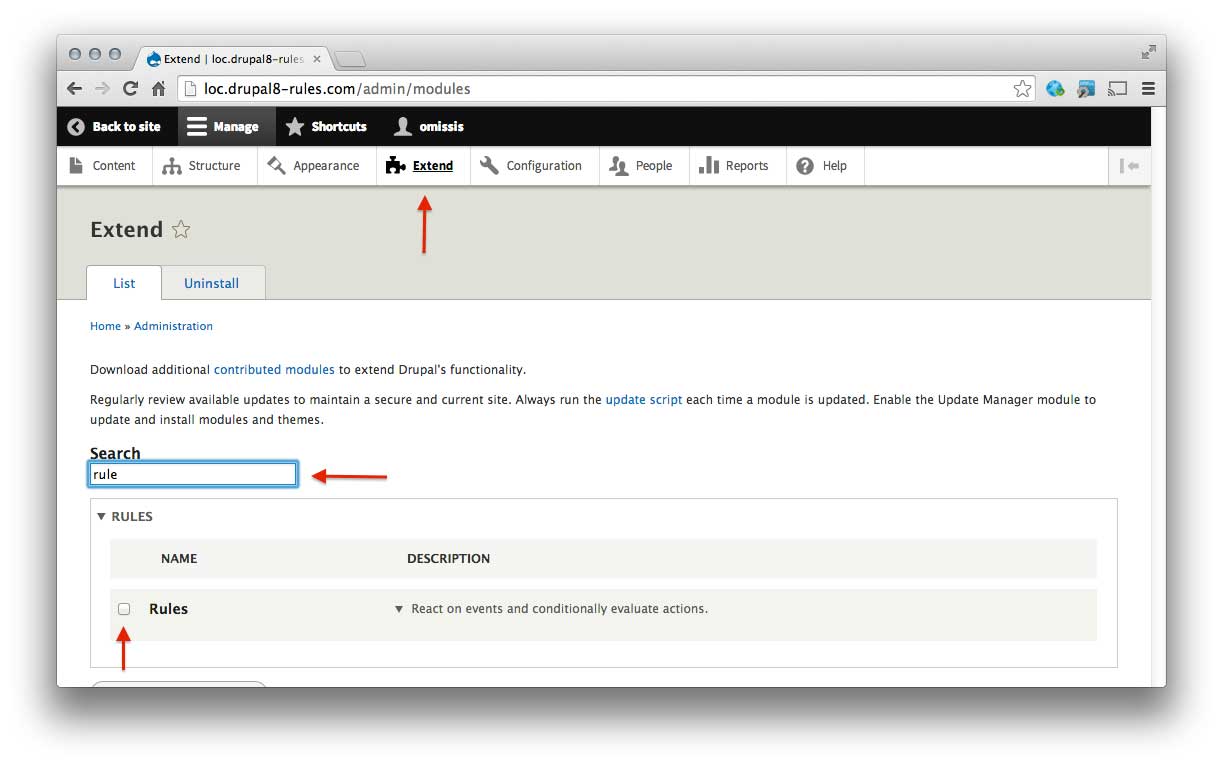 Extend | loc.drupal8-rules
loc.drupal8-rules.com/admin/modules
Back to site Manage Shortcuts omissis
Content Structure Appearance Extend Configuration People Reports Help
Extend
List Uninstall
Home » Administration
Download additional contributed modules to extend Drupal's functionality.
Regularly review available updates to maintain a secure and current site. Always run the update script each time a module is updated. Enable the Update Manager module to
update and install modules and themes.
Search
rule
RULES
NAME DESCRIPTION
Rules React on events and conditionally evaluate actions.